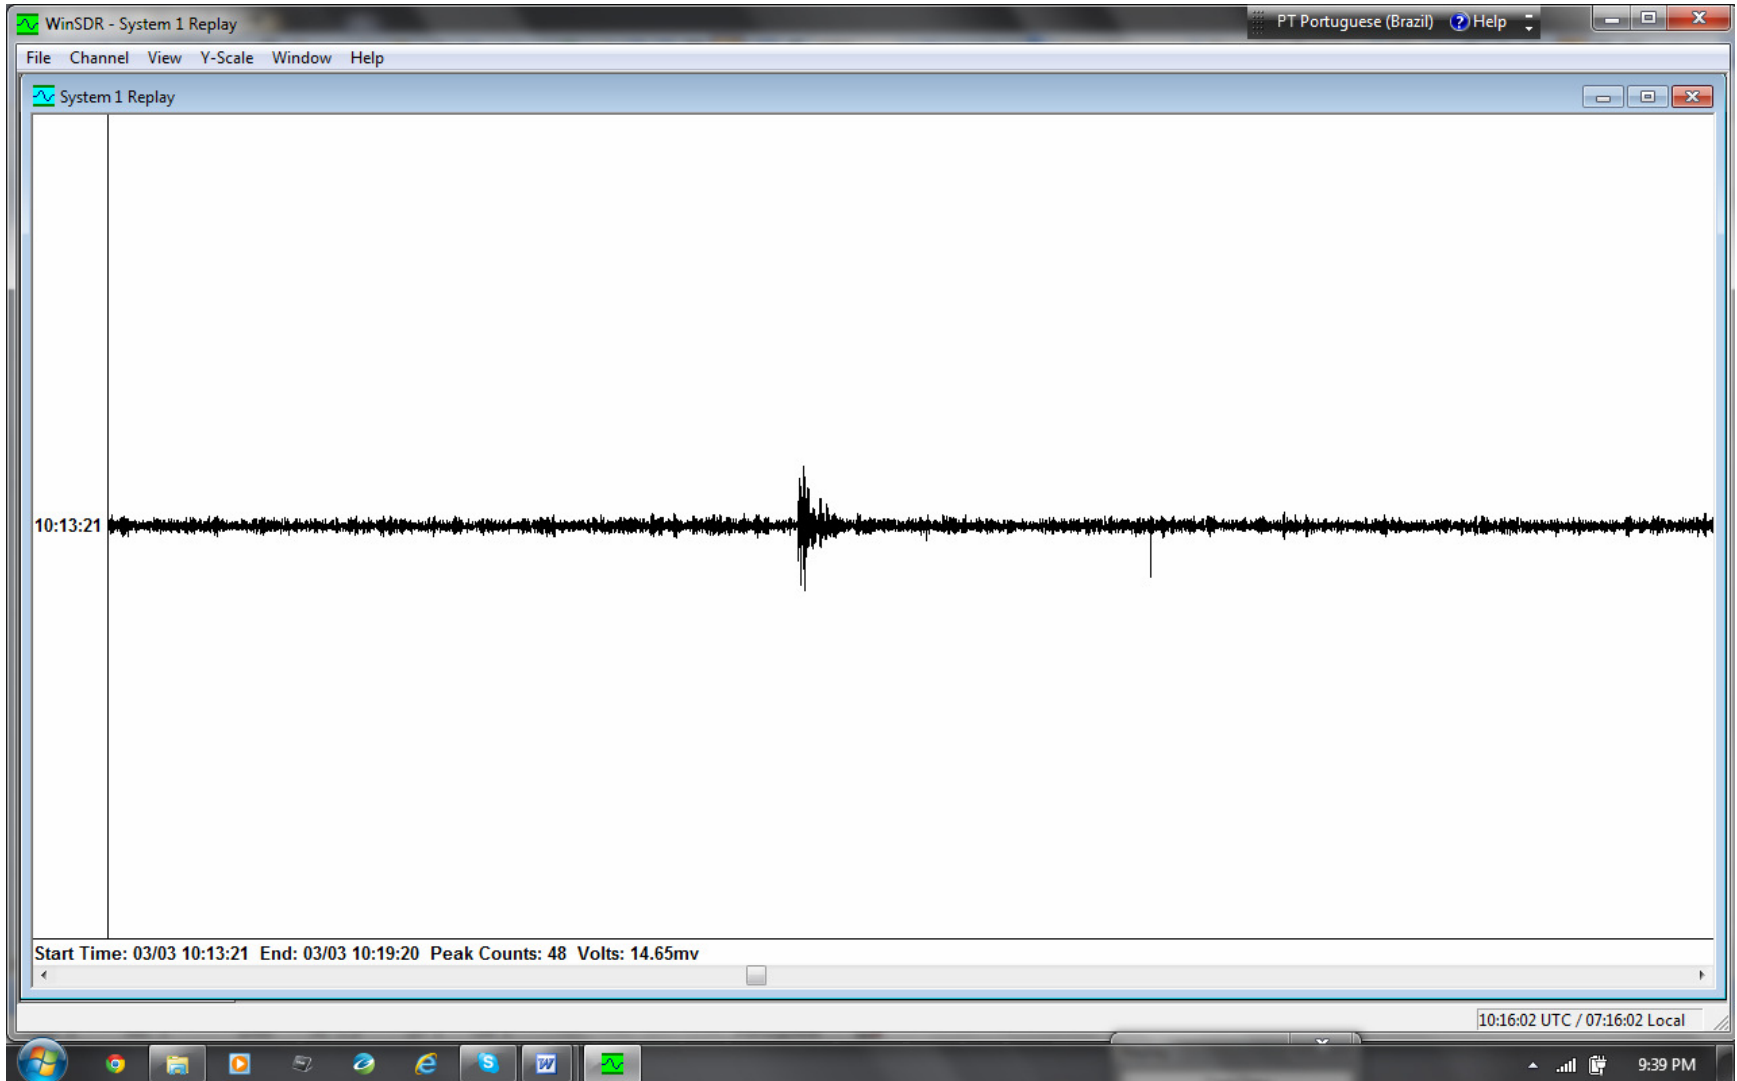 WinSDR - System 1 Replay
PT Portuguese (Brazil) Help
File Channel View Y-Scale Window Help
System 1 Replay
10:13:21
Start Time: 03/03 10:13:21 End: 03/03 10:19:20 Peak Counts: 48 Volts: 14.65mv
10:16:02 UTC / 07:16:02 Local
9:39 PM